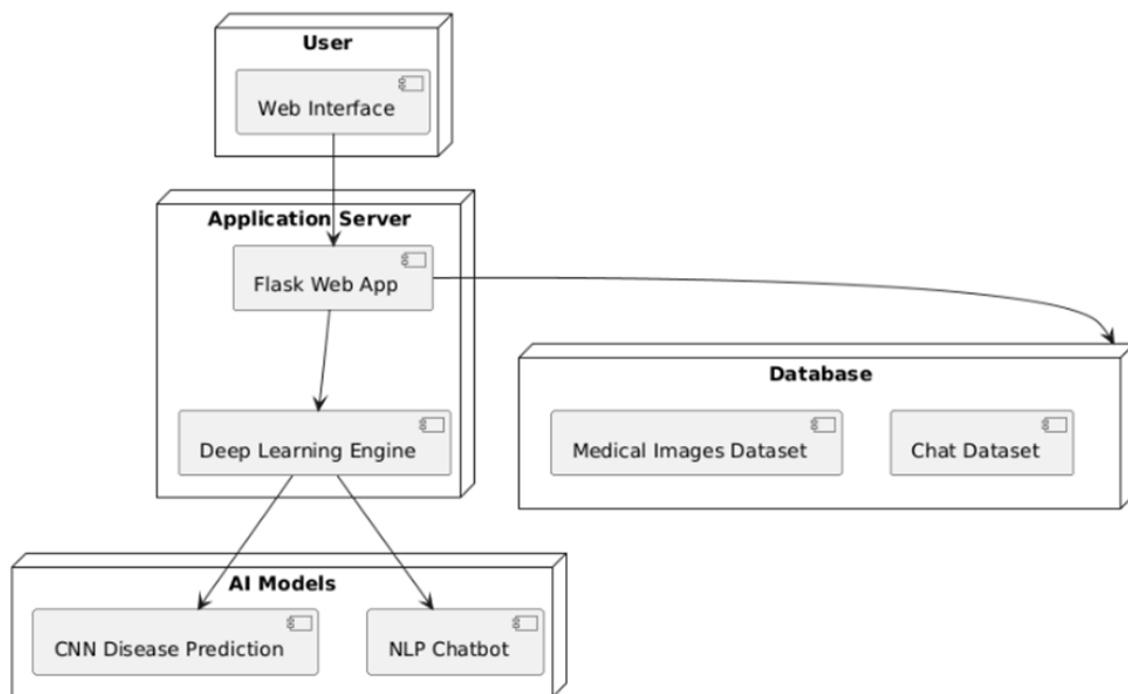 User
Web Interface
Application Server
Flask Web App
Database
Deep Learning Engine
Medical Images Dataset
Chat Dataset
AI Models
CNN Disease Prediction
NLP Chatbot